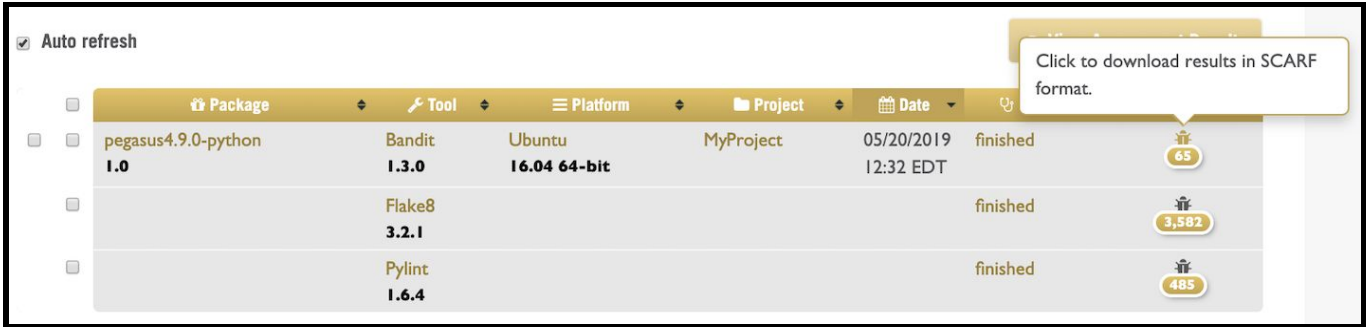 Auto refresh
Click to download results in SCARF
format.
Package Tool Platform Project Date
pegasus4.9.0-python Bandit Ubuntu MyProject 05/20/2019 finished
1.0 1.3.0 16.04 64-bit 12:32 EDT 65
Flake8 finished
3.2.1 3,582
Pylint finished
1.6.4 485